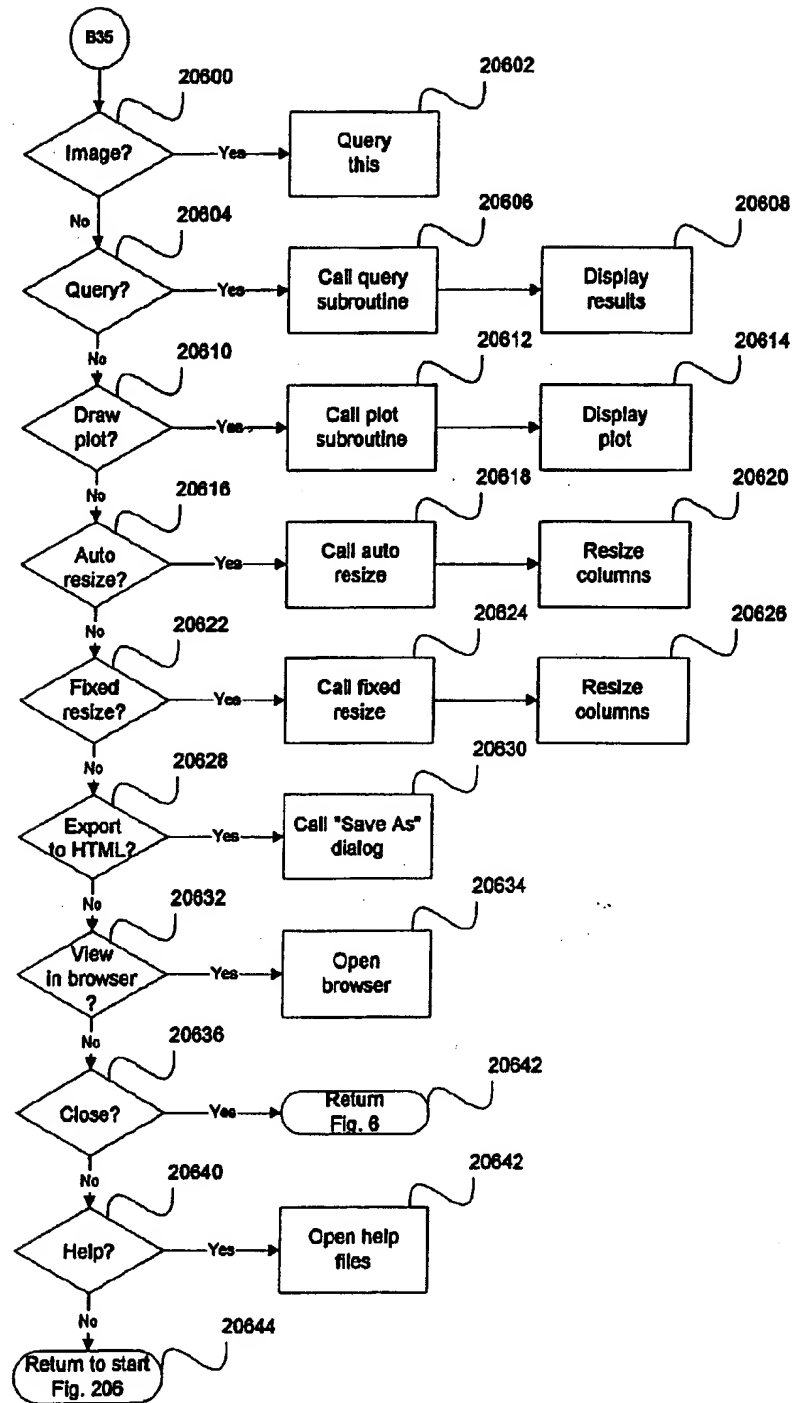 B35
20600
20602
Image?
Yes
Query
this
No
20604
20606
20608
Query?
Yes
Call query
subroutine
Display
results
No
20610
20612
20614
Draw
plot?
Yes
Call plot
subroutine
Display
plot
No
20616
20618
20620
Auto
resize?
Yes
Call auto
resize
Resize
columns
No
20622
20624
20626
Fixed
resize?
Yes
Call fixed
resize
Resize
columns
No
20628
20630
Export
to HTML?
Yes
Call "Save As"
dialog
No
20632
20634
View
in browser
?
Yes
Open
browser
No
20636
20642
Close?
Yes
Return
Fig. 6
No
20640
20642
Help?
Yes
Open help
files
No
20644
Return to start
Fig. 206